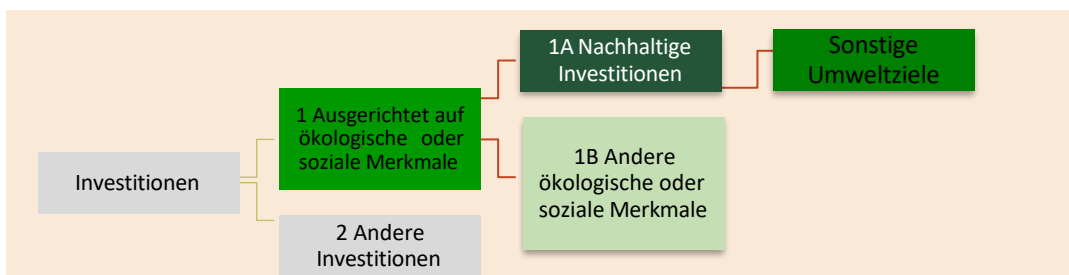 Investitionen
1 Ausgerichtet auf
ökologische oder
soziale Merkmale
2 Andere
Investitionen
1A Nachhaltige
Investitionen
1B Andere
ökologische oder
soziale Merkmale
Sonstige
Umweltziele